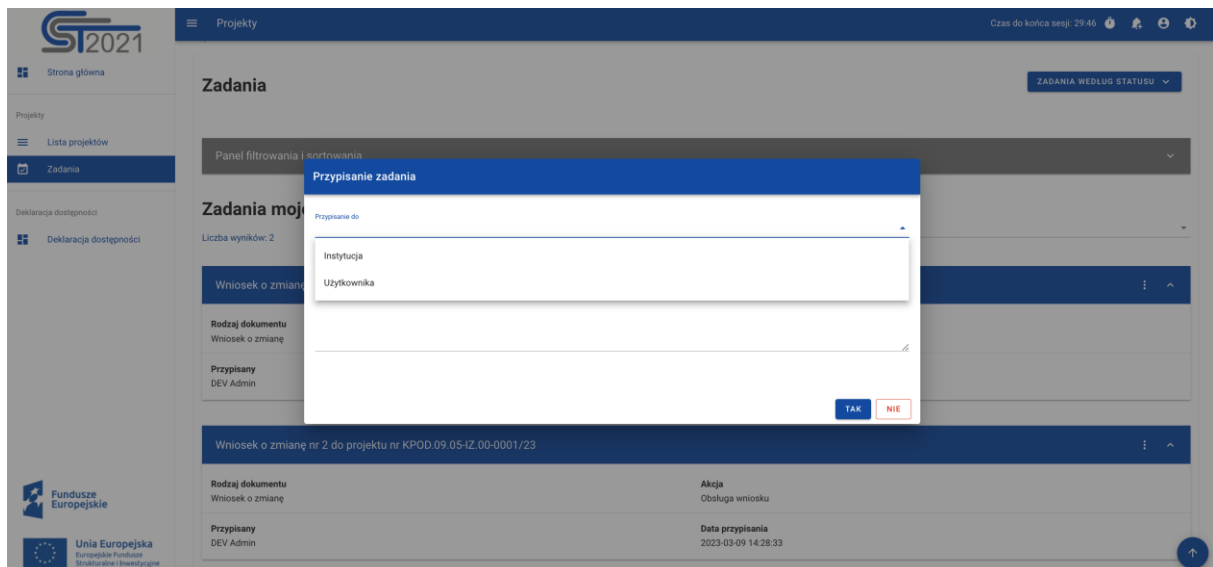 ST2021
Projekty
Czas do końca sesji: 29:46
Strona główna
Projekty
Lista projektów
Zadania
Deklaracja dostępności
Deklaracja dostępności
Zadania
ZADANIA WEDŁUG STATUSU
Panel filtrowania i sortowania
Zadania moje
Liczba wyników: 2
Wniosek o zmianę
Rodzaj dokumentu
Wniosek o zmianę
Przypisany
DEV Admin
Przypisanie zadania
Przypisanie do
Instytucja
Użytkownika
TAK
NIE
Wniosek o zmianę nr 2 do projektu nr KPOD.09.05-IZ.00-0001/23
Rodzaj dokumentu
Wniosek o zmianę
Akcja
Obsługa wniosku
Przypisany
DEV Admin
Data przypisania
2023-03-09 14:28:33
Fundusze
Europejskie
Unia Europejska
Europejskie Fundusze
Strukturalne i Inwestycyjne